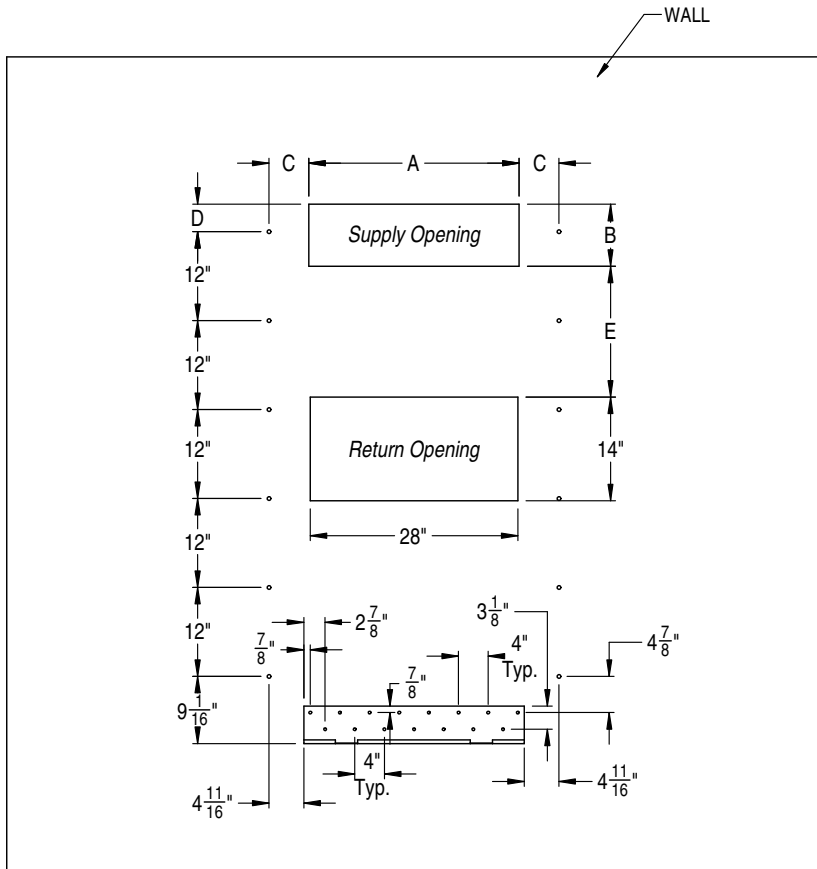 WALL
C
A
C
D
Supply Opening
B
12"
12"
E
12"
Return Opening
14"
12"
28"
12"
2 7/8"
3 1/8"
7/8"
4"
Typ.
4 7/8"
7/8"
9 1/16"
4"
Typ.
4 11/16"
4 11/16"